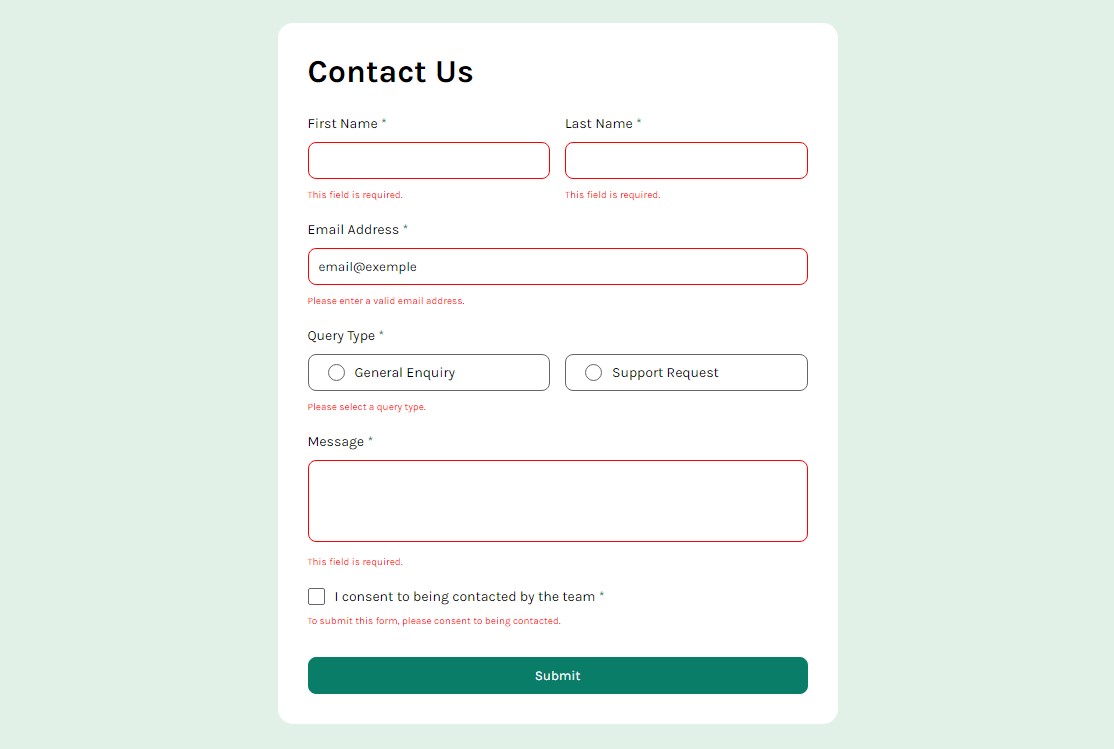 Contact Us
First Name * Last Name *
This field is required. This field is required.
Email Address *
email@exemple
Please enter a valid email address.
Query Type *
General Enquiry Support Request
Please select a query type.
Message *
This field is required.
I consent to being contacted by the team *
To submit this form, please consent to being contacted.
Submit